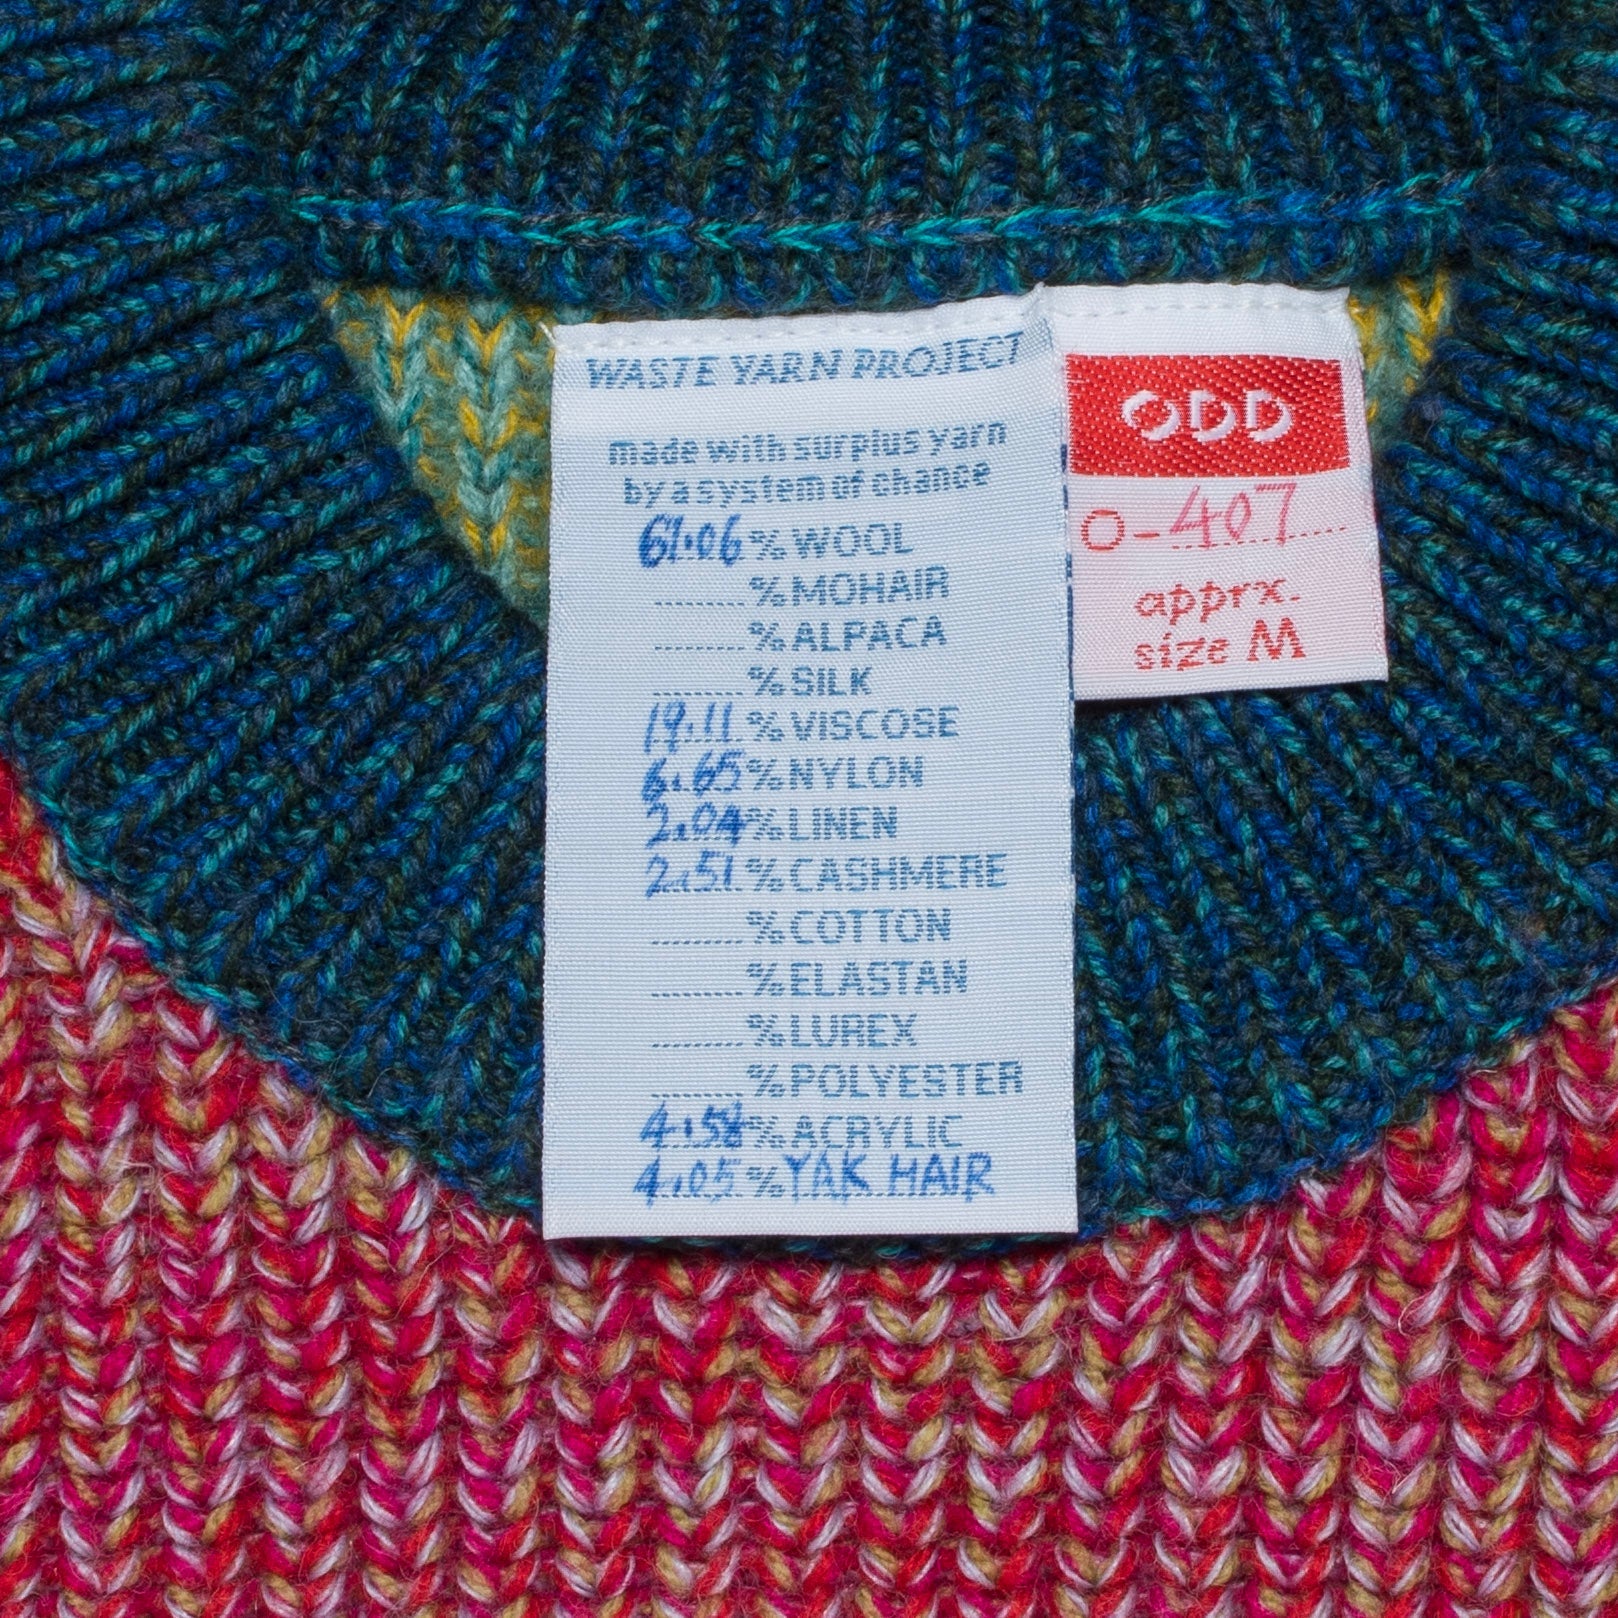 WASTE YARN PROJECT
made with surplus yarn
by a system of chance
61.06 % WOOL
......... % MOHAIR
......... % ALPACA
......... % SILK
19.11 % VISCOSE
6.65 % NYLON
2.04 % LINEN
2.51 % CASHMERE
......... % COTTON
......... % ELASTAN
......... % LUREX
......... % POLYESTER
4.58 % ACRYLIC
4.05 % YAK HAIR
ODD
O-407
apprx.
size M